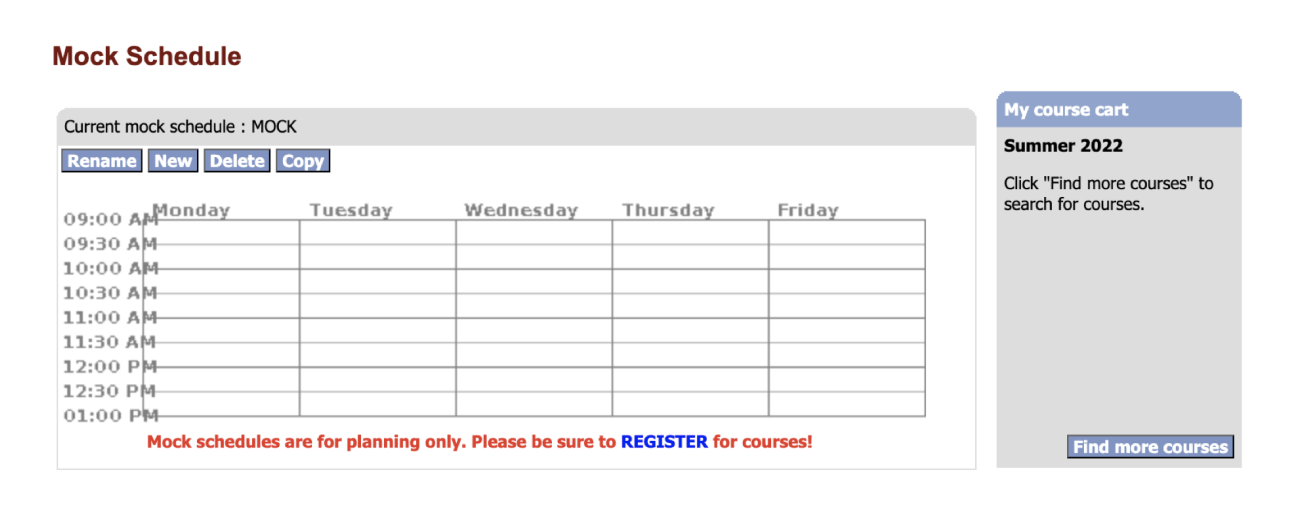 Mock Schedule
Current mock schedule : MOCK
Rename New Delete Copy
Monday Tuesday Wednesday Thursday Friday
09:00 AM
09:30 AM
10:00 AM
10:30 AM
11:00 AM
11:30 AM
12:00 PM
12:30 PM
01:00 PM
Mock schedules are for planning only. Please be sure to REGISTER for courses!
My course cart
Summer 2022
Click "Find more courses" to
search for courses.
Find more courses